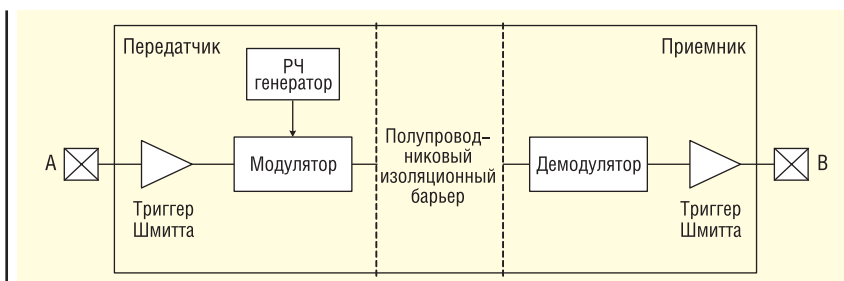 Передатчик
Приемник
РЧ
генератор
A
Модулятор
Полупровод–
никовый
изоляционный
барьер
Демодулятор
B
Триггер
Шмитта
Триггер
Шмитта